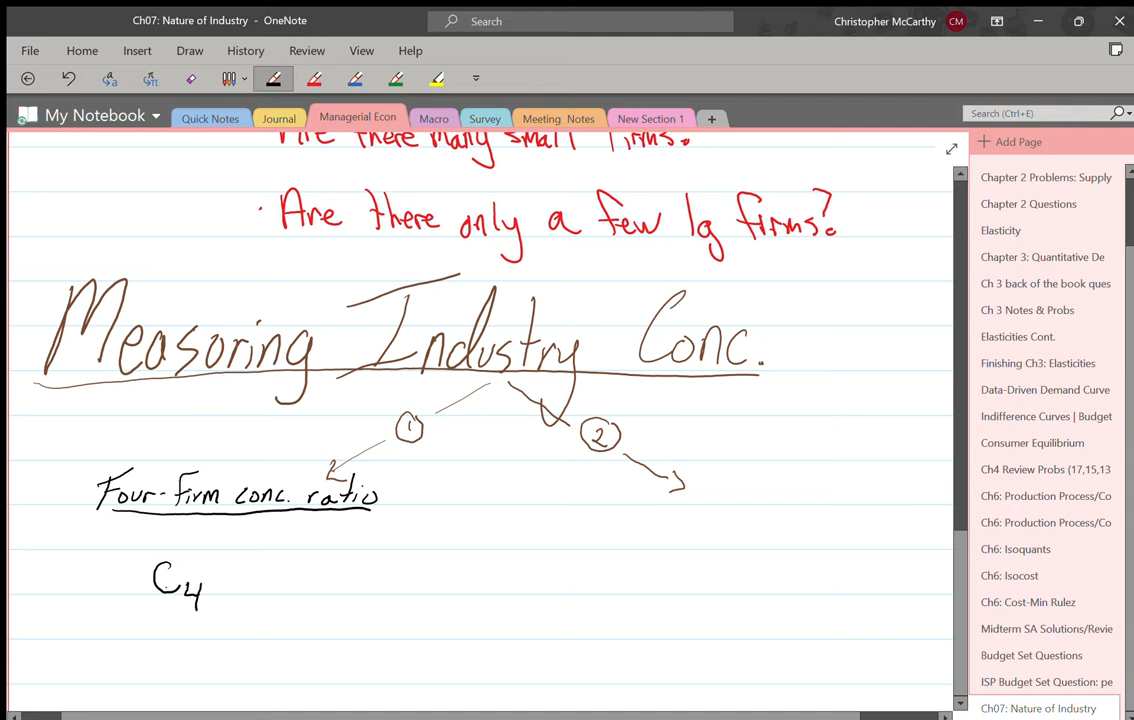 Ch07: Nature of Industry - OneNote
Search
Christopher McCarthy CM
File Home Insert Draw History Review View Help
My Notebook
Quick Notes Journal Managerial Econ Macro Survey Meeting Notes New Section 1
Search (Ctrl+E)
Are there many small firms?
Are there only a few lg firms?
Measuring Industry Conc.
1
2
Four-firm conc. ratio
C4
Add Page
Chapter 2 Problems: Supply
Chapter 2 Questions
Elasticity
Chapter 3: Quantitative De
Ch 3 back of the book ques
Ch 3 Notes & Probs
Elasticities Cont.
Finishing Ch3: Elasticities
Data-Driven Demand Curve
Indifference Curves | Budget
Consumer Equilibrium
Ch4 Review Probs (17,15,13
Ch6: Production Process/Co
Ch6: Production Process/Co
Ch6: Isoquants
Ch6: Isocost
Ch6: Cost-Min Rulez
Midterm SA Solutions/Revie
Budget Set Questions
ISP Budget Set Question: pe
Ch07: Nature of Industry